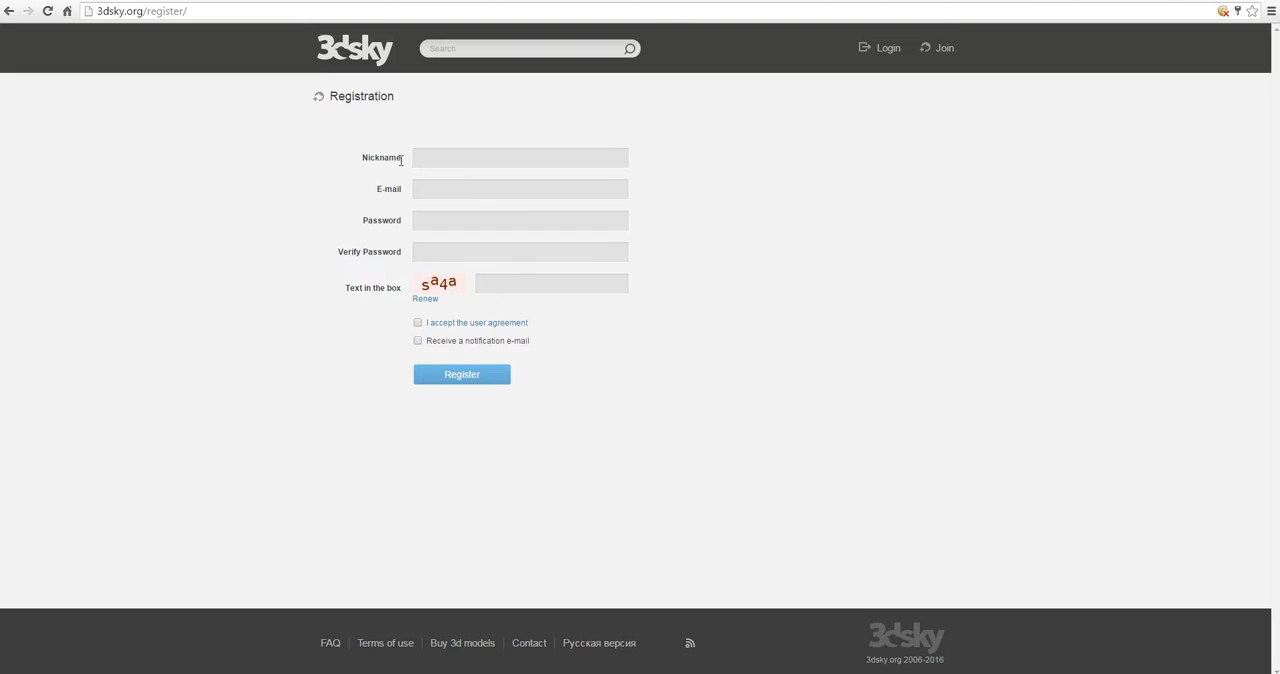 3dsky.org/register/
3dsky Search Login Join
Registration
Nickname
E-mail
Password
Verify Password
Text in the box sa4a
Renew
I accept the user agreement
Receive a notification e-mail
Register
FAQ Terms of use Buy 3d models Contact Русская версия 3dsky
3dsky.org 2006-2016